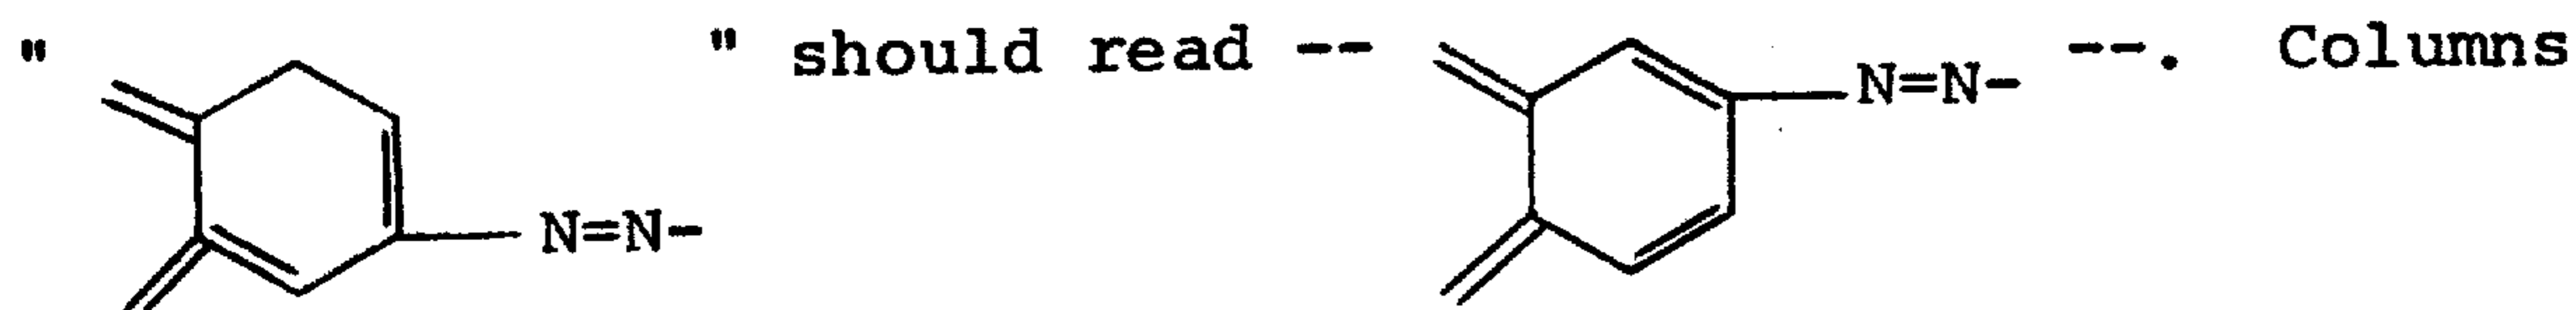 " " should read -- N=N- --. Columns
N=N-